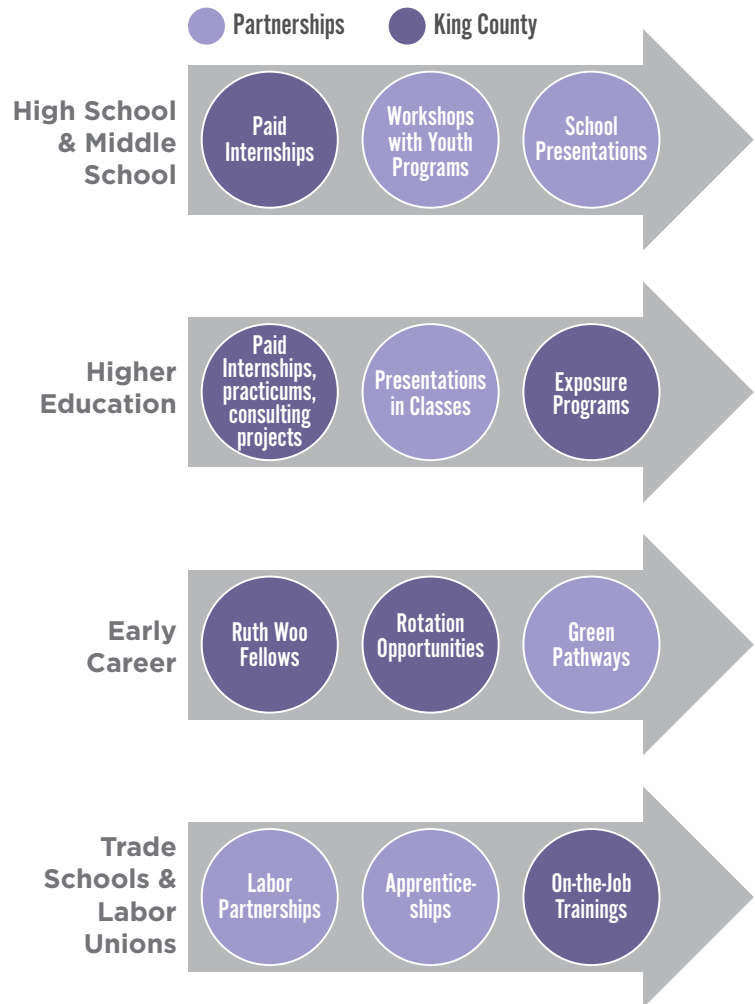 Partnerships
King County
High School
& Middle
School
Paid
Internships
Workshops
with Youth
Programs
School
Presentations
Higher
Education
Paid
Internships,
practicums,
consulting
projects
Presentations
in Classes
Exposure
Programs
Early
Career
Ruth Woo
Fellows
Rotation
Opportunities
Green
Pathways
Trade
Schools &
Labor
Unions
Labor
Partnerships
Apprentice-
ships
On-the-Job
Trainings